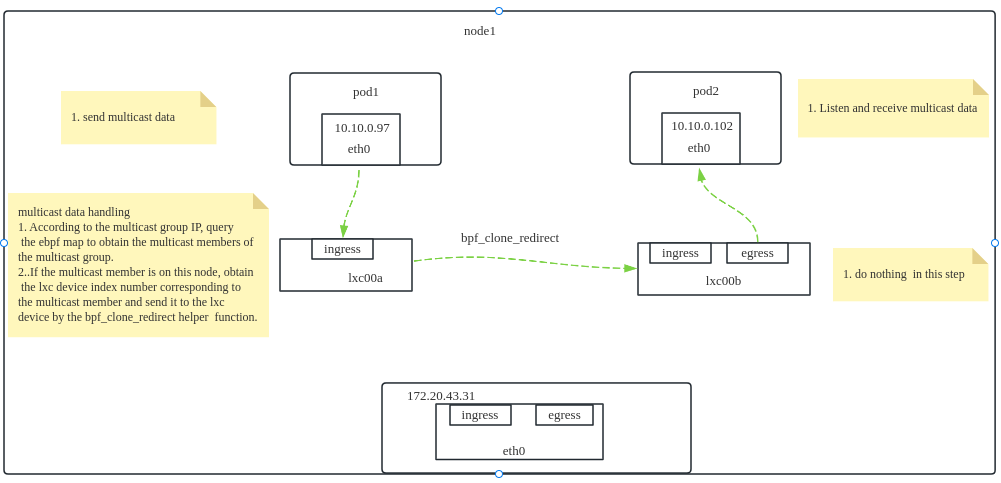 node1
1. send multicast data
pod1
10.10.0.97
eth0
pod2
10.10.0.102
eth0
1. Listen and receive multicast data
multicast data handling
1. According to the multicast group IP, query
the ebpf map to obtain the multicast members of
the multicast group.
2..If the multicast member is on this node, obtain
the lxc device index number corresponding to
the multicast member and send it to the lxc
device by the bpf_clone_redirect helper function.
ingress
lxc00a
bpf_clone_redirect
ingress
egress
lxc00b
1. do nothing in this step
172.20.43.31
ingress
egress
eth0